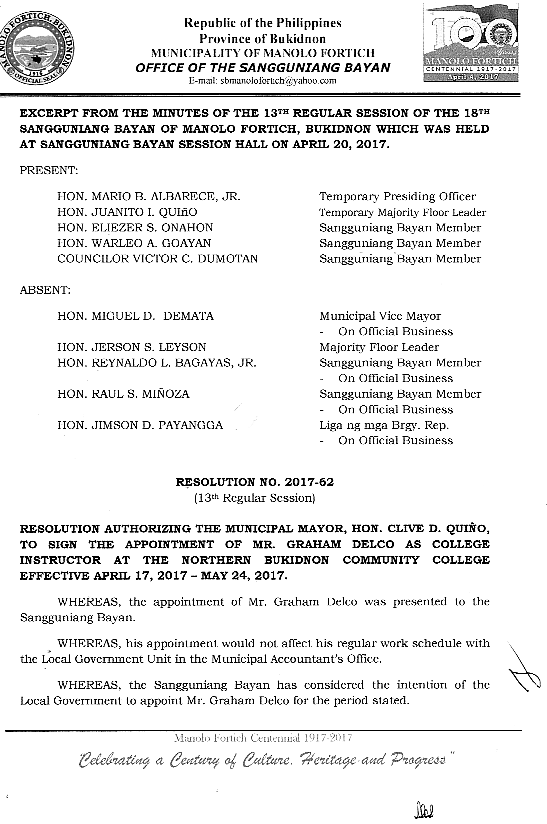 Republic of the Philippines
Province of Bukidnon
MUNICIPALITY OF MANOLO FORTICH
OFFICE OF THE SANGGUNIANG BAYAN
E-mail: sbmanolofortich@yahoo.com
MANOLO FORTICH, BUKIDNON
OFFICIAL SEAL
100
MANOLO FORTICH
CENTENNIAL 1917-2017
April 4, 2017
EXCERPT FROM THE MINUTES OF THE 13TH REGULAR SESSION OF THE 18TH
SANGGUNIANG BAYAN OF MANOLO FORTICH, BUKIDNON WHICH WAS HELD
AT SANGGUNIANG BAYAN SESSION HALL ON APRIL 20, 2017.
PRESENT:
HON. MARIO B. ALBARECE, JR. Temporary Presiding Officer
HON. JUANITO I. QUIñO Temporary Majority Floor Leader
HON. ELIEZER S. ONAHON Sangguniang Bayan Member
HON. WARLEO A. GOAYAN Sangguniang Bayan Member
COUNCILOR VICTOR C. DUMOTAN Sangguniang Bayan Member
ABSENT:
HON. MIGUEL D. DEMATA Municipal Vice Mayor
- On Official Business
HON. JERSON S. LEYSON Majority Floor Leader
HON. REYNALDO L. BAGAYAS, JR. Sangguniang Bayan Member
- On Official Business
HON. RAUL S. MIÑOZA Sangguniang Bayan Member
- On Official Business
HON. JIMSON D. PAYANGGA Liga ng mga Brgy. Rep.
- On Official Business
RESOLUTION NO. 2017-62
(13th Regular Session)
RESOLUTION AUTHORIZING THE MUNICIPAL MAYOR, HON. CLIVE D. QUIÑO,
TO SIGN THE APPOINTMENT OF MR. GRAHAM DELCO AS COLLEGE
INSTRUCTOR AT THE NORTHERN BUKIDNON COMMUNITY COLLEGE
EFFECTIVE APRIL 17, 2017 – MAY 24, 2017.
WHEREAS, the appointment of Mr. Graham Delco was presented to the
Sangguniang Bayan.
WHEREAS, his appointment would not affect his regular work schedule with
the Local Government Unit in the Municipal Accountant's Office.
WHEREAS, the Sangguniang Bayan has considered the intention of the
Local Government to appoint Mr. Graham Delco for the period stated.
Manolo Fortich Centennial 1917-2017
"Celebrating a Century of Culture, Heritage and Progress"